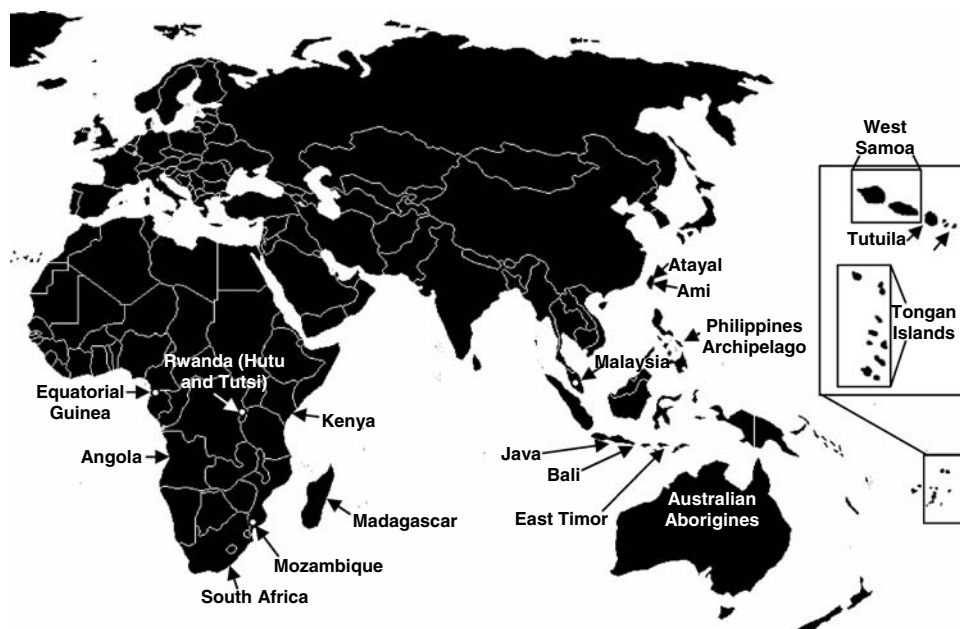 West
Samoa
Tutuila
Atayal
Ami
Tongan
Islands
Philippines
Archipelago
Rwanda (Hutu
and Tutsi)
Malaysia
Equatorial
Guinea
Kenya
Angola
Java
Bali
East Timor
Australian
Aborigines
Madagascar
Mozambique
South Africa